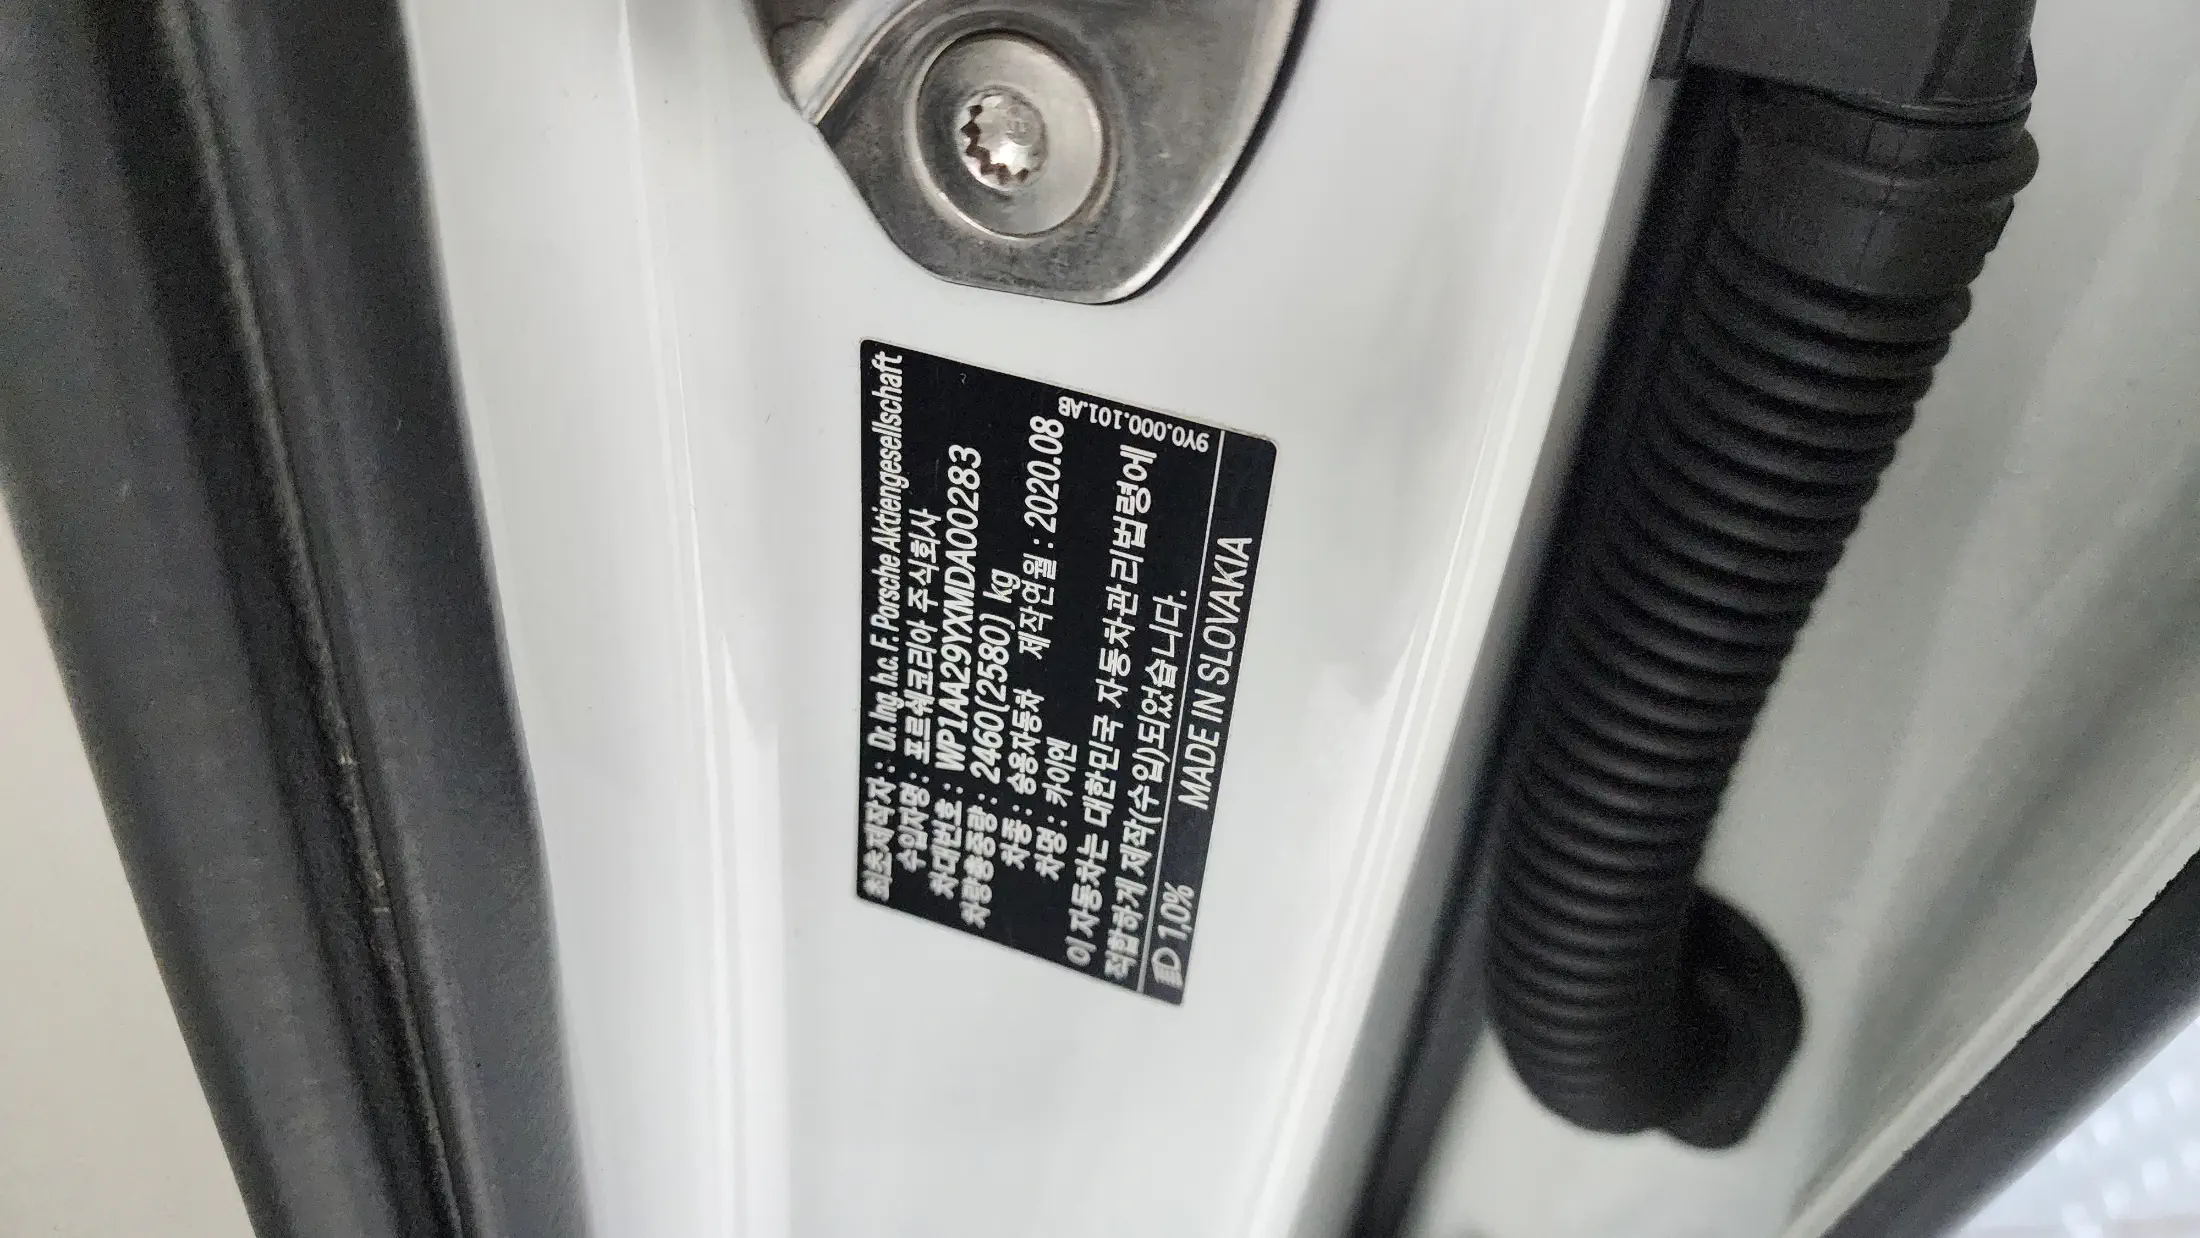 최초제작자 : Dr. Ing. h.c. F. Porsche Aktiengesellschaft
수입자명 : 포르쉐코리아 주식회사
차대번호 : WP1AA29YXMDA00283
차량총중량 : 2460(2580) kg
차종 : 승용자동차 제작연월 : 2020.08
차명 : 카이엔
이 자동차는 대한민국 자동차관리법령에
적합하게 제작(수입)되었습니다.
1,0% MADE IN SLOVAKIA
9Y0.000.101.AB